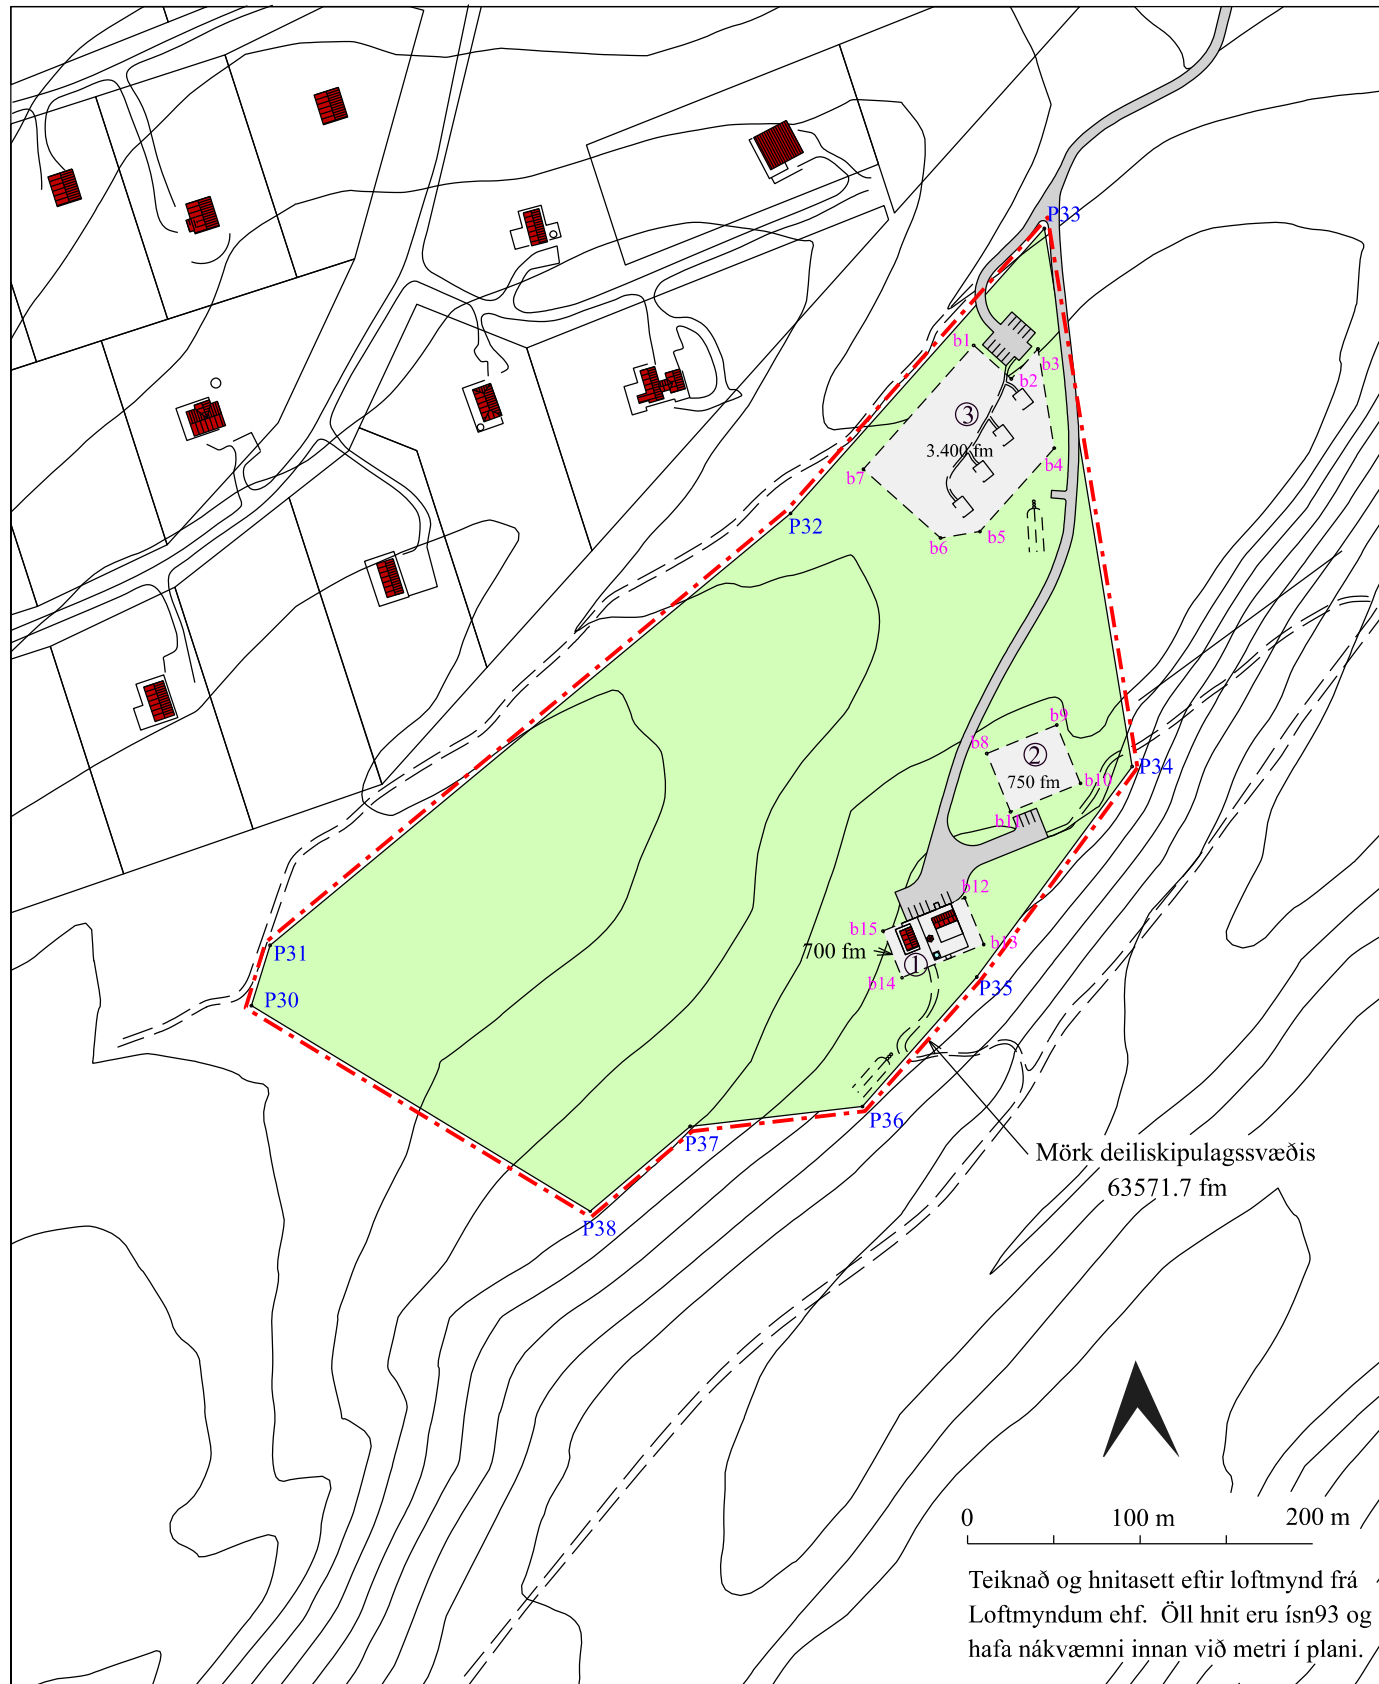 P33
b1
b3
b2
3
3.400 fm
b4
b7
P32
b5
b6
b9
b8
2
P34
750 fm
b10
b11
b12
b15
b13
P31
700 fm
1
b14
P35
P30
P36
P37
Mörk deiliskipulagssvæðis
63571.7 fm
P38
0 100 m 200 m
Teiknað og hnitasett eftir loftmynd frá
Loftmyndum ehf. Öll hnit eru ísn93 og
hafa nákvæmni innan við metri í plani.